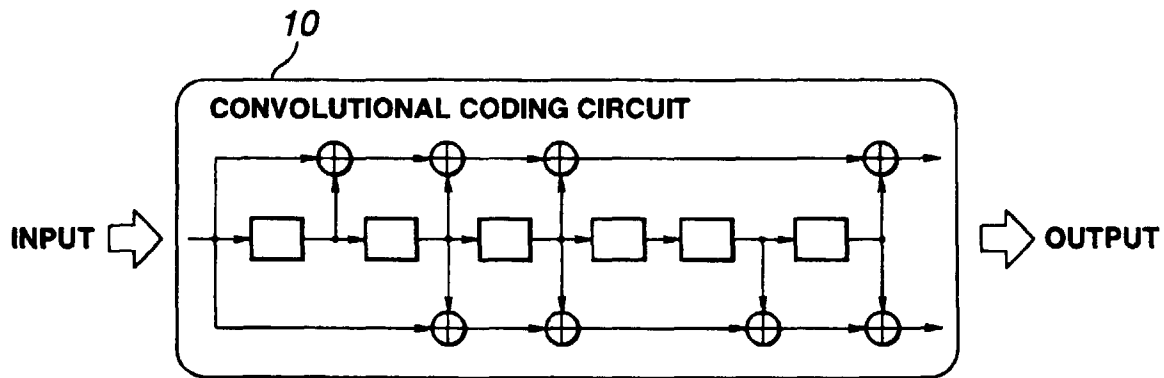 10
CONVOLUTIONAL CODING CIRCUIT
INPUT
OUTPUT